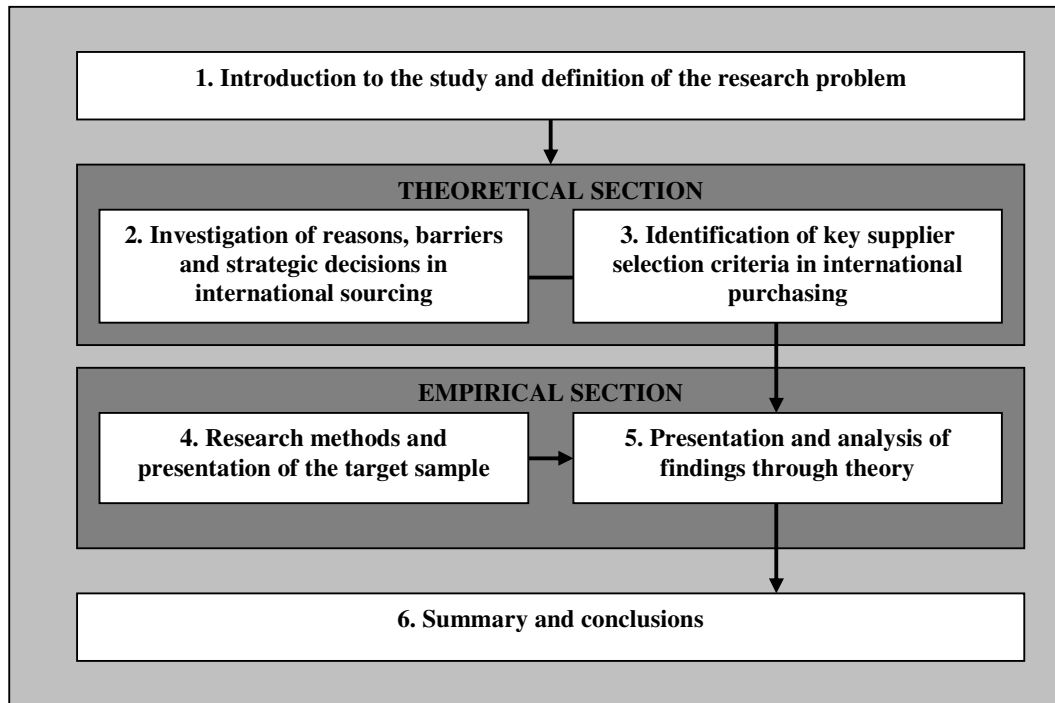 1. Introduction to the study and definition of the research problem
THEORETICAL SECTION
2. Investigation of reasons, barriers
and strategic decisions in
international sourcing
3. Identification of key supplier
selection criteria in international
purchasing
EMPIRICAL SECTION
4. Research methods and
presentation of the target sample
5. Presentation and analysis of
findings through theory
6. Summary and conclusions